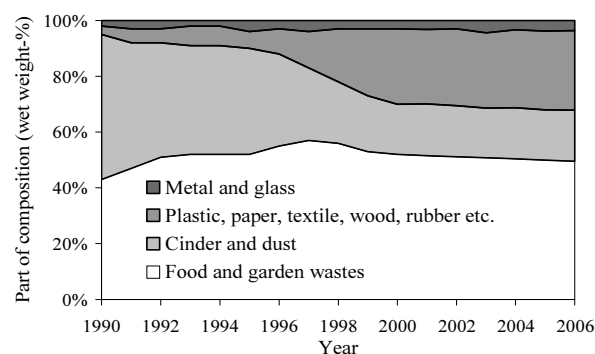 100%
80%
60%
40%
20%
0%
Part of composition (wet weight-%)
Metal and glass
Plastic, paper, textile, wood, rubber etc.
Cinder and dust
Food and garden wastes
1990 1992 1994 1996 1998 2000 2002 2004 2006
Year